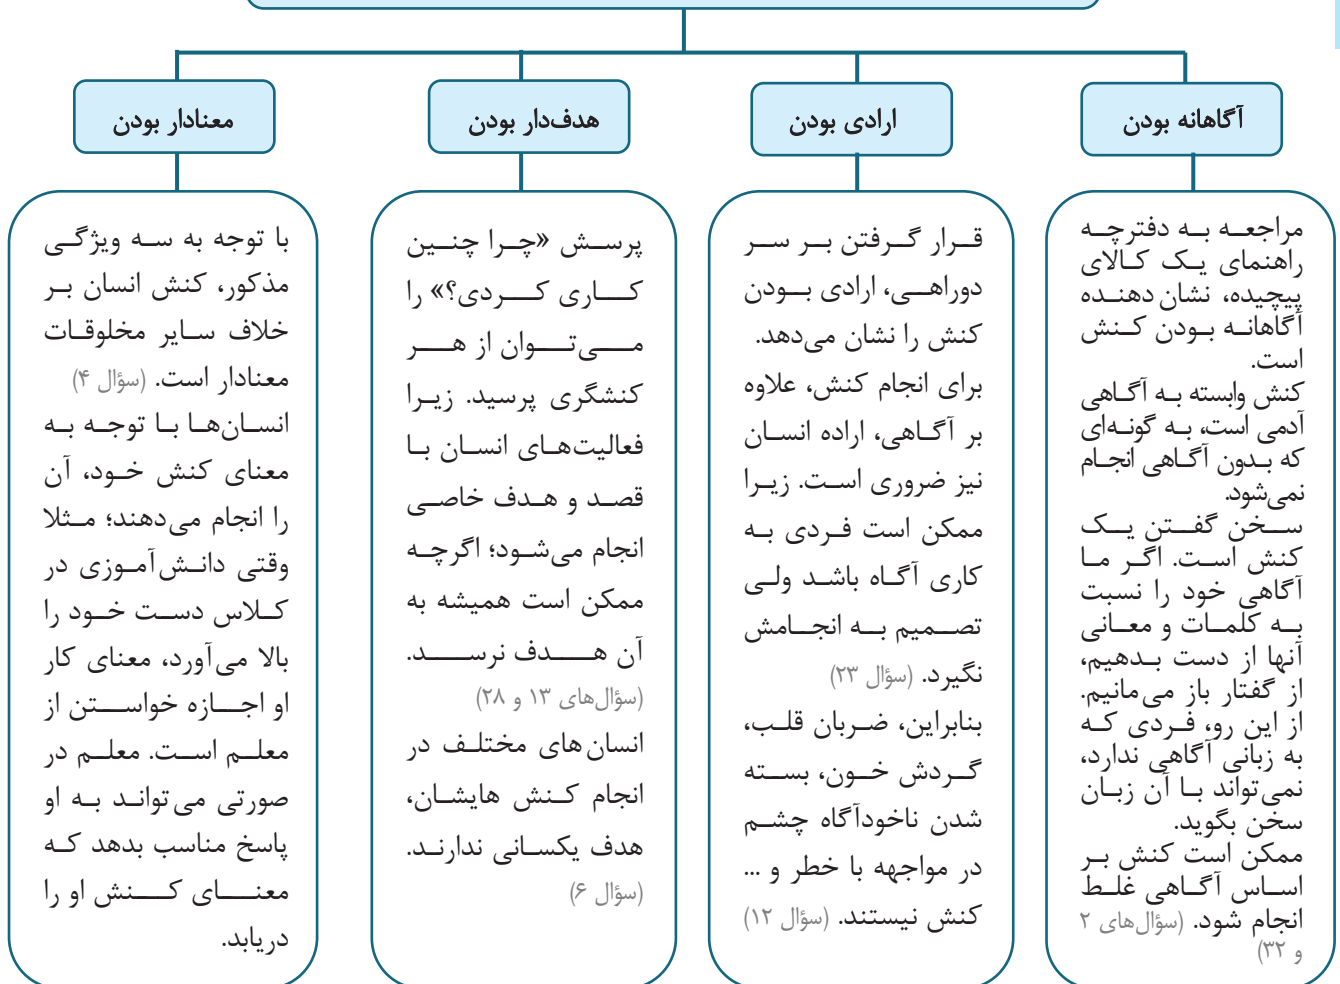 آگاهانه بودن
مراجعه به دفترچه
راهنمای یک کالای
پیچیده، نشان دهنده
آگاهانه بودن کنش
است.
کنش وابسته به آگاهی
آدمی است، به گونه‌ای
که بدون آگاهی انجام
نمی‌شود.
سخن گفتن یک
کنش است. اگر ما
آگاهی خود را نسبت
به کلمات و معانی
آنها از دست بدهیم،
از گفتار باز می‌مانیم.
از این رو، فردی که
به زبانی آگاهی ندارد،
نمی‌تواند با آن زبان
سخن بگوید.
ممکن است کنش بر
اساس آگاهی غلط
انجام شود. (سؤال‌های ۲
و ۳۲)
ارادی بودن
قرار گرفتن بر سر
دوراهی، ارادی بودن
کنش را نشان می‌دهد.
برای انجام کنش، علاوه
بر آگاهی، اراده انسان
نیز ضروری است. زیرا
ممکن است فردی به
کاری آگاه باشد ولی
تصمیم به انجامش
نگیرد. (سؤال ۲۳)
بنابراین، ضربان قلب،
گردش خون، بسته
شدن ناخودآگاه چشم
در مواجهه با خطر و ...
کنش نیستند. (سؤال ۱۲)
هدف‌دار بودن
پرسش «چرا چنین
کاری کردی؟» را
می‌توان از هر
کنشگری پرسید. زیرا
فعالیت‌های انسان با
قصد و هدف خاصی
انجام می‌شود؛ اگرچه
ممکن است همیشه به
آن هدف نرسد.
(سؤال‌های ۱۳ و ۲۸)
انسان‌های مختلف در
انجام کنش هایشان،
هدف یکسانی ندارند.
(سؤال ۶)
معنادار بودن
با توجه به سه ویژگی
مذکور، کنش انسان بر
خلاف سایر مخلوقات
معنادار است. (سؤال ۴)
انسان‌ها با توجه به
معنای کنش خود، آن
را انجام می‌دهند؛ مثلا
وقتی دانش‌آموزی در
کلاس دست خود را
بالا می‌آورد، معنای کار
او اجازه خواستن از
معلم است. معلم در
صورتی می‌تواند به او
پاسخ مناسب بدهد که
معنای کنش او را
دریابد.